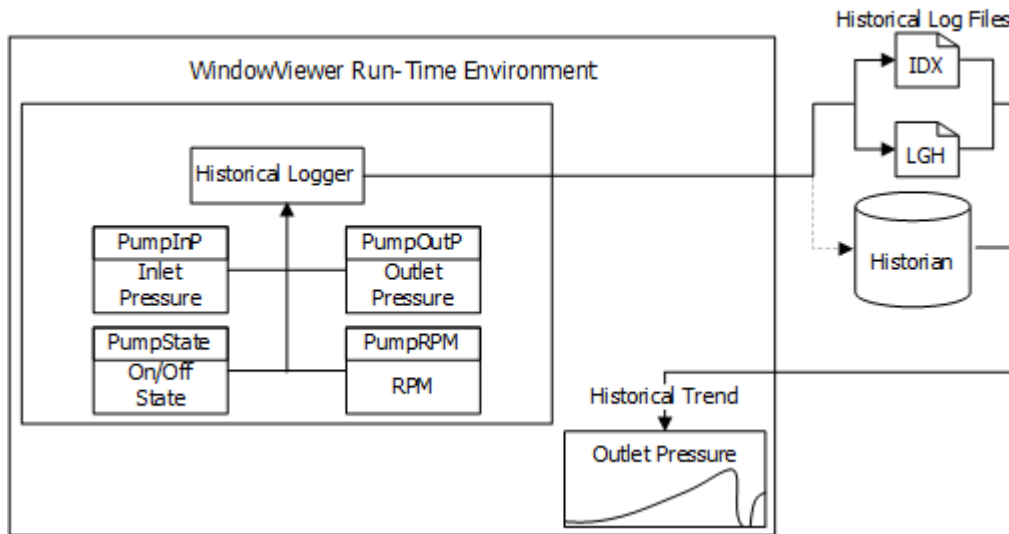 Historical Log Files
WindowViewer Run-Time Environment
IDX
LGH
Historical Logger
PumpInP
Inlet
Pressure
PumpOutP
Outlet
Pressure
Historian
PumpState
On/Off
State
PumpRPM
RPM
Historical Trend
Outlet Pressure